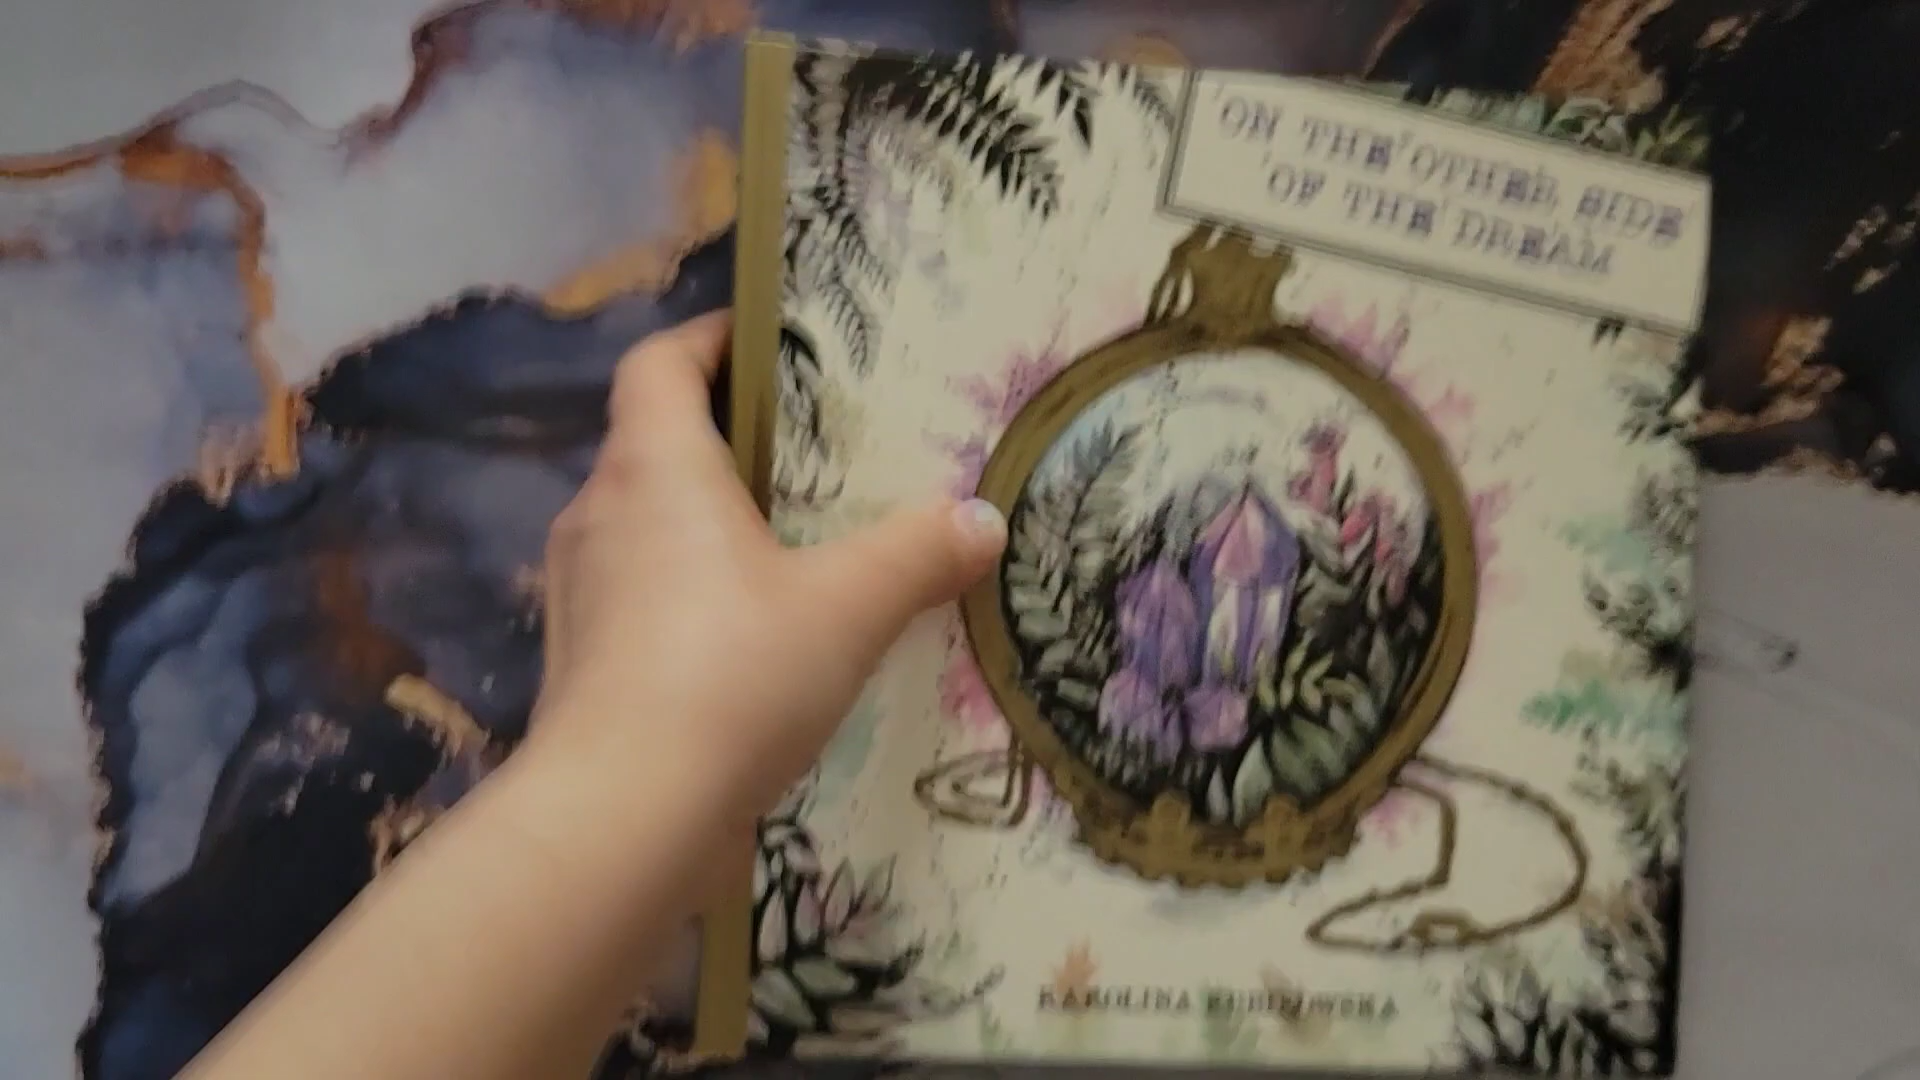 ON THE OTHER SIDE
OF THE DREAM
KAROLINA